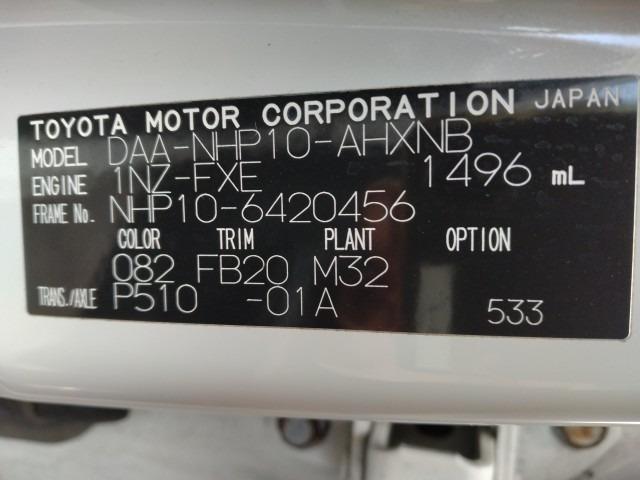 TOYOTA MOTOR CORPORATION JAPAN
MODEL DAA-NHP10-AHXNB
ENGINE 1NZ-FXE 1496 mL
FRAME No. NHP10-6420456
COLOR TRIM PLANT OPTION
082 FB20 M32
TRANS./AXLE P510 -01A 533